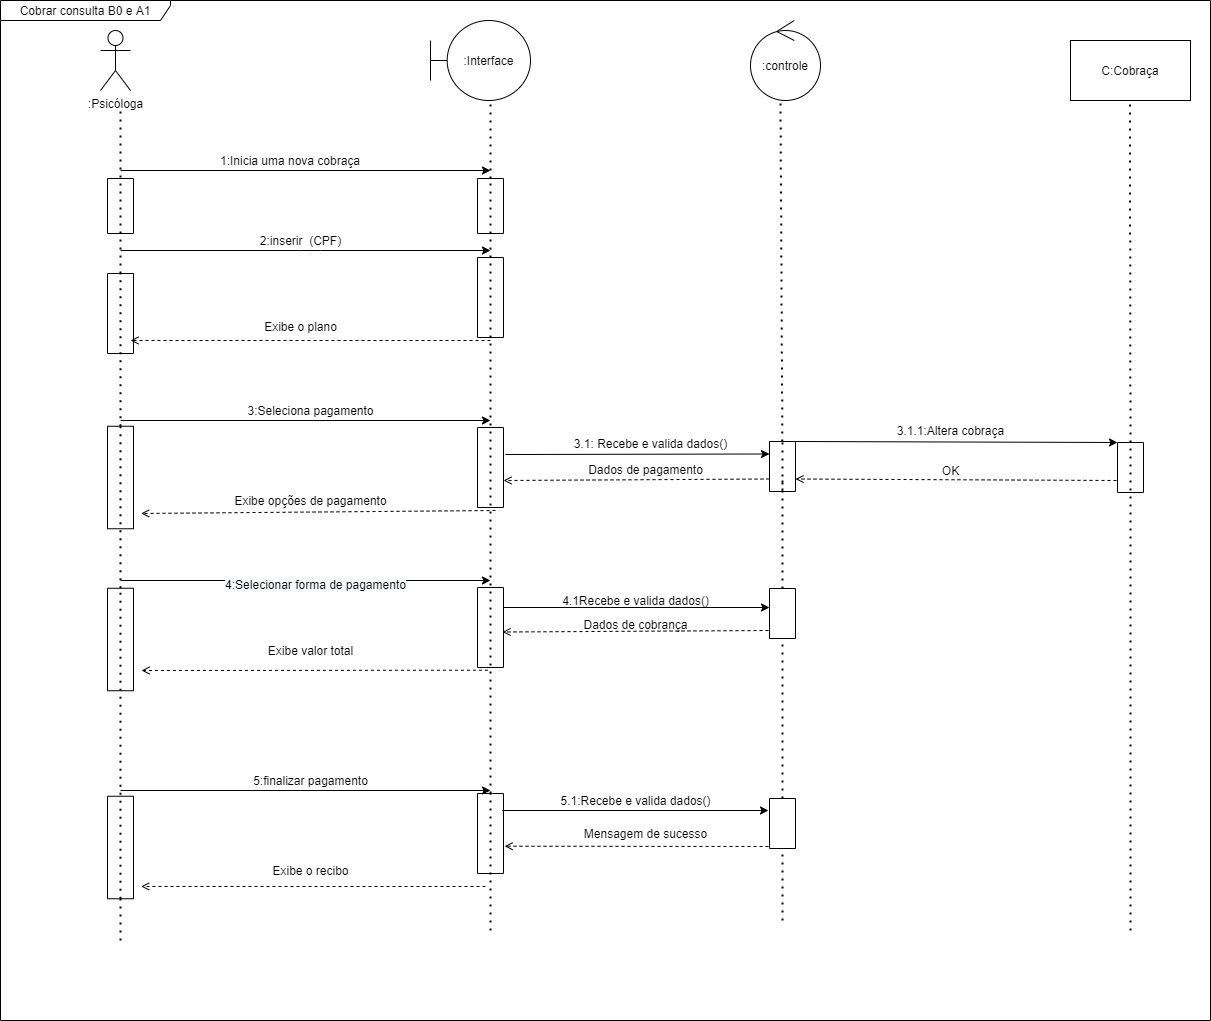 Cobrar consulta B0 e A1
:Psicóloga
:Interface
:controle
C:Cobraça
1:Inicia uma nova cobraça
2:inserir  (CPF)
Exibe o plano
3:Seleciona pagamento
3.1: Recebe e valida dados()
3.1.1:Altera cobraça
Dados de pagamento
OK
Exibe opções de pagamento
4:Selecionar forma de pagamento
4.1Recebe e valida dados()
Dados de cobrança
Exibe valor total
5:finalizar pagamento
5.1:Recebe e valida dados()
Mensagem de sucesso
Exibe o recibo